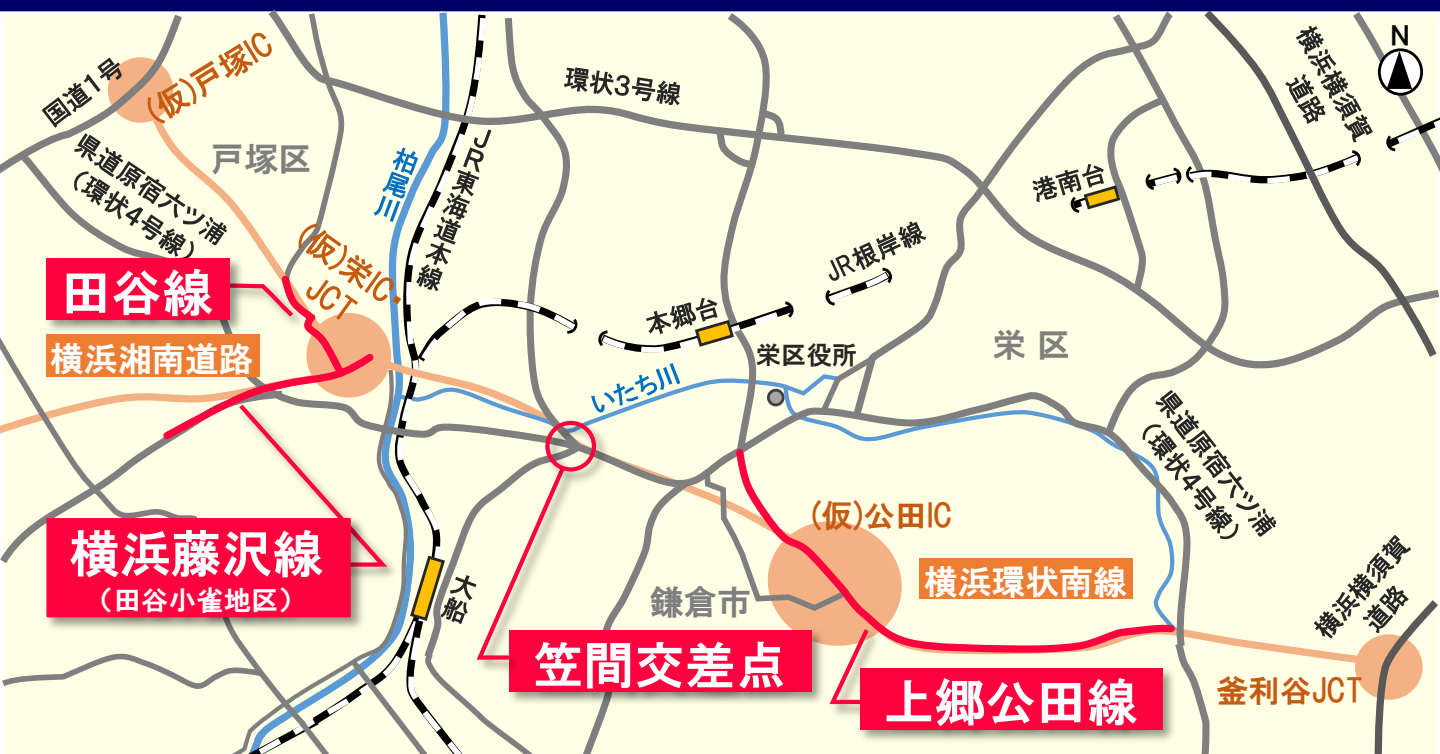 N
国道1号
(仮)戸塚IC
環状3号線
横浜横須賀
道路
県道原宿六ツ浦
(環状4号線)
戸塚区
柏尾川
JR東海道本線
港南台
(仮)栄IC・
JCT
JR根岸線
田谷線
本郷台
横浜湘南道路
栄区役所
栄区
いたち川
県道原宿六ツ浦
(環状4号線)
横浜藤沢線
(田谷小雀地区)
(仮)公田IC
横浜環状南線
大船
鎌倉市
横浜横須賀
道路
笠間交差点
上郷公田線
釜利谷JCT